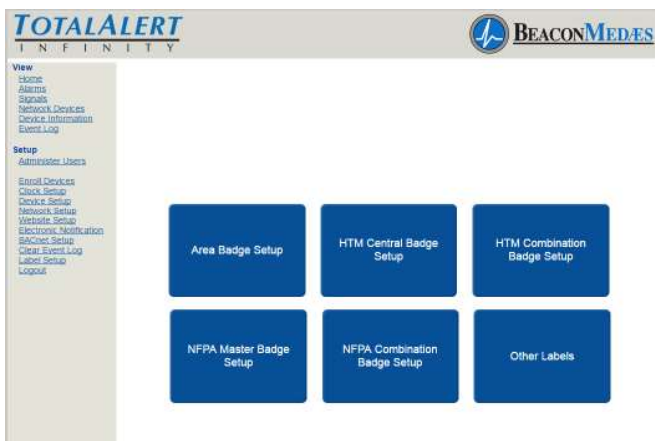 TOTALALERT
INFINITY
BEACONMEDÆS
View
Home
Alarms
Signals
Network Devices
Device Information
Event Log
Setup
Administer Users
Enroll Devices
Clock Setup
Device Setup
Network Setup
Website Setup
Electronic Notification
BACnet Setup
Clear Event Log
Label Setup
Logout
Area Badge Setup
HTM Central Badge
Setup
HTM Combination
Badge Setup
NFPA Master Badge
Setup
NFPA Combination
Badge Setup
Other Labels